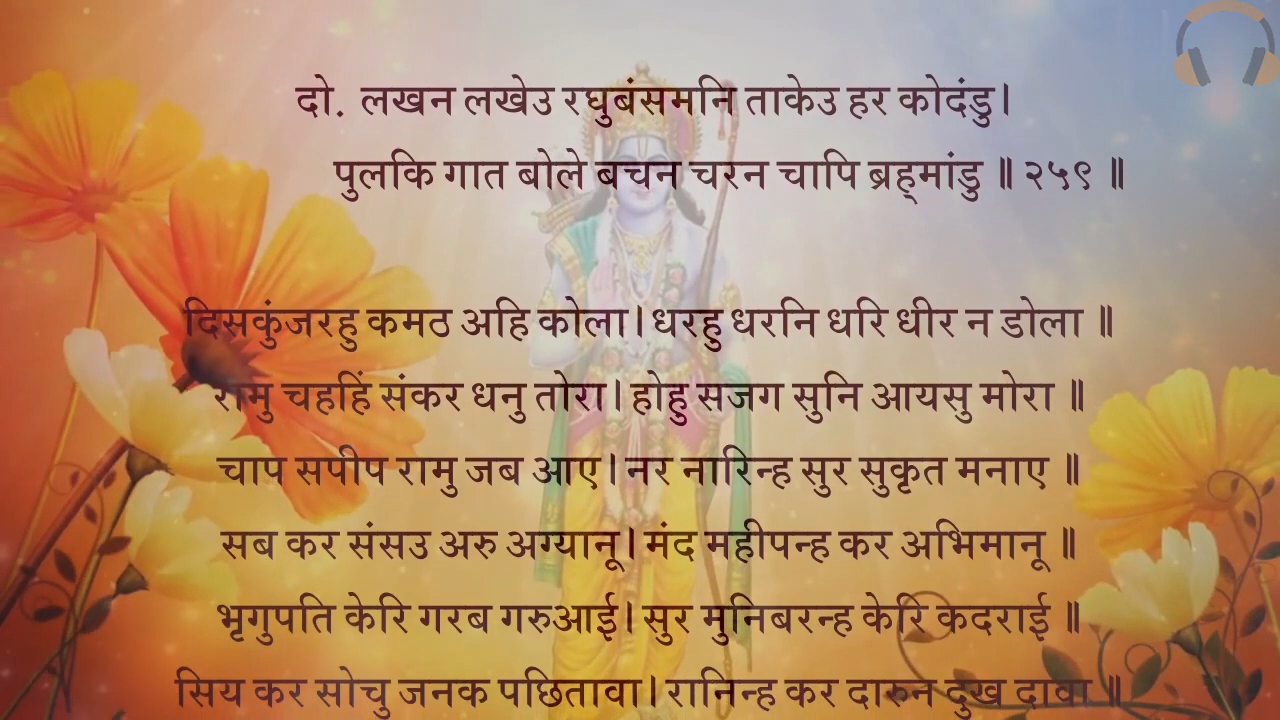 दो. लखन लखेउ रघुबंसमनि ताकेउ हर कोदंडु।
पुलकि गात बोले बचन चरन चापि ब्रह्मांडु ॥ २५९ ॥
दिसकुंजरहु कमठ अहि कोला। धरहु धरनि धरि धीर न डोला ॥
रामु चहहिं संकर धनु तोरा। होहु सजग सुनि आयसु मोरा ॥
चाप सपीप रामु जब आए। नर नारिन्ह सुर सुकृत मनाए ॥
सब कर संसउ अरु अग्यानू। मंद महीपन्ह कर अभिमानू ॥
भृगुपति केरि गरब गरुआई। सुर मुनिबरन्ह केरि कदराई ॥
सिय कर सोचु जनक पछितावा। रानिन्ह कर दारुन दुख दावा ॥